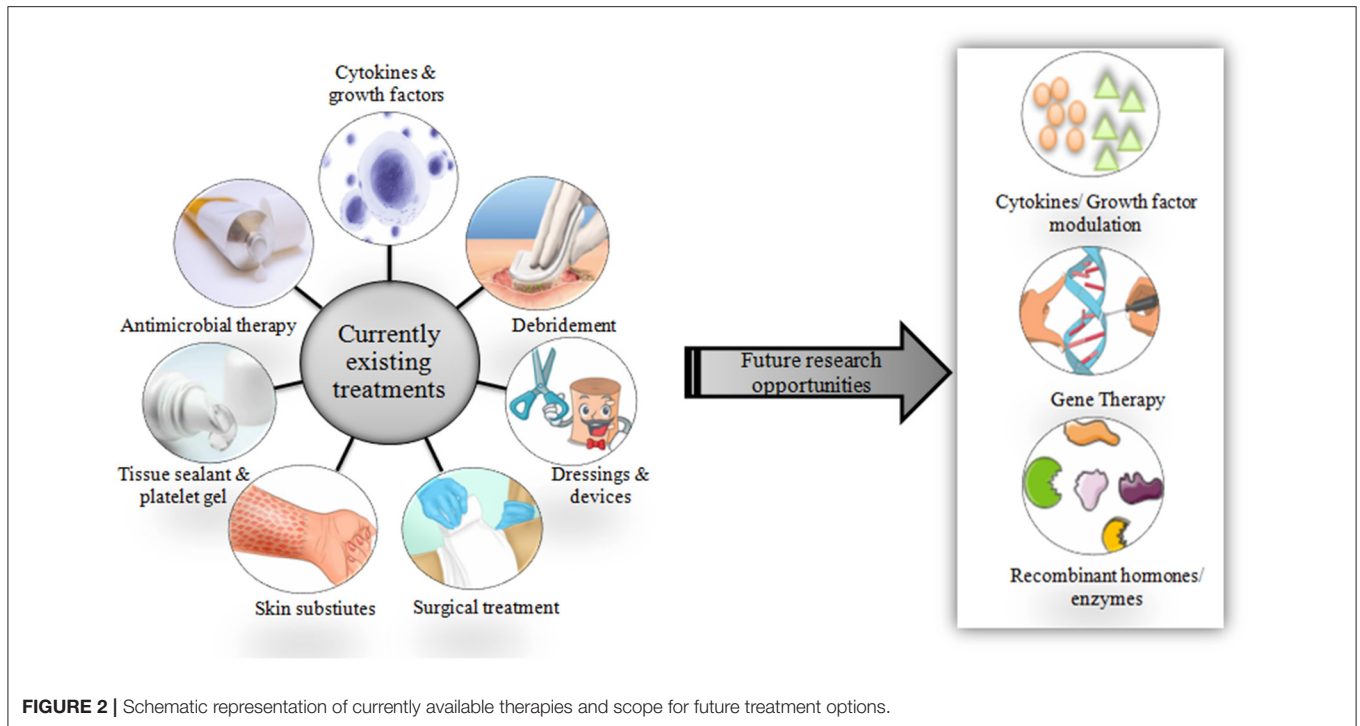 Cytokines &
growth factors
Antimicrobial therapy
Debridement
Currently
existing
treatments
Tissue sealant &
platelet gel
Dressings &
devices
Skin substiutes
Surgical treatment
Future research
opportunities
Cytokines/ Growth factor
modulation
Gene Therapy
Recombinant hormones/
enzymes
FIGURE 2 | Schematic representation of currently available therapies and scope for future treatment options.